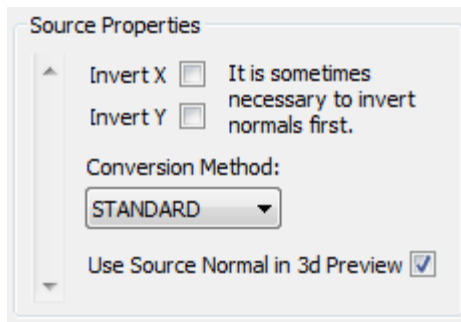 Source Properties
Invert X
It is sometimes
necessary to invert
normals first.
Invert Y
Conversion Method:
STANDARD
Use Source Normal in 3d Preview